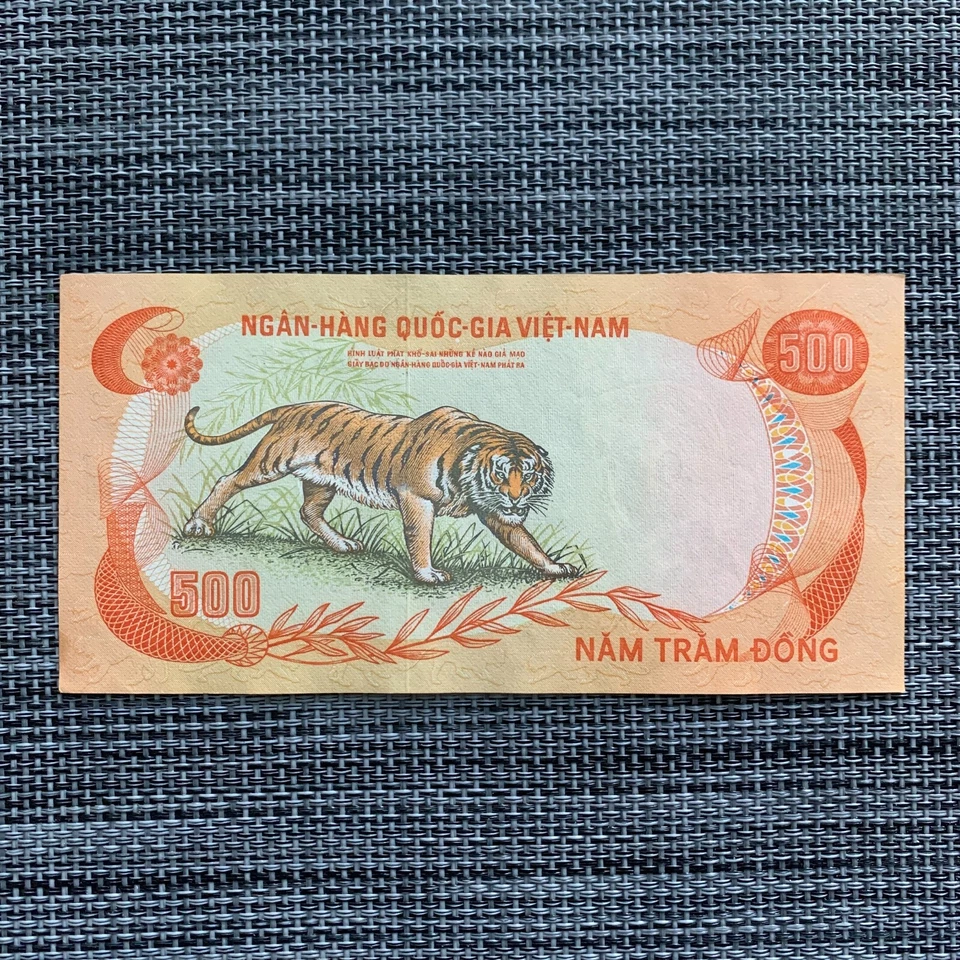 NGÂN-HÀNG QUỐC-GIA VIỆT-NAM
HÌNH LUẬT PHẠT KHỔ-SAI NHỮNG KẺ NÀO GIẢ MẠO
GIẤY BẠC DO NGÂN-HÀNG QUỐC-GIA VIỆT-NAM PHÁT RA
500
500
NĂM TRĂM ĐỒNG